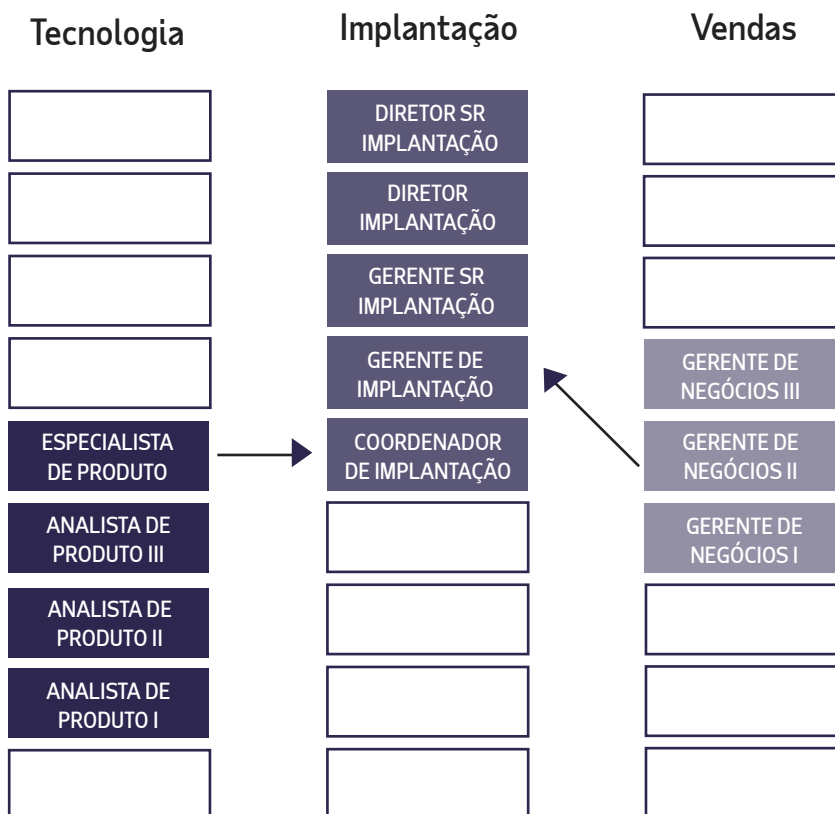 Tecnologia
Implantação
Vendas
DIRETOR SR
IMPLANTAÇÃO
DIRETOR
IMPLANTAÇÃO
GERENTE SR
IMPLANTAÇÃO
GERENTE DE
IMPLANTAÇÃO
GERENTE DE
NEGÓCIOS III
ESPECIALISTA
DE PRODUTO
COORDENADOR
DE IMPLANTAÇÃO
GERENTE DE
NEGÓCIOS II
ANALISTA DE
PRODUTO III
GERENTE DE
NEGÓCIOS I
ANALISTA DE
PRODUTO II
ANALISTA DE
PRODUTO I